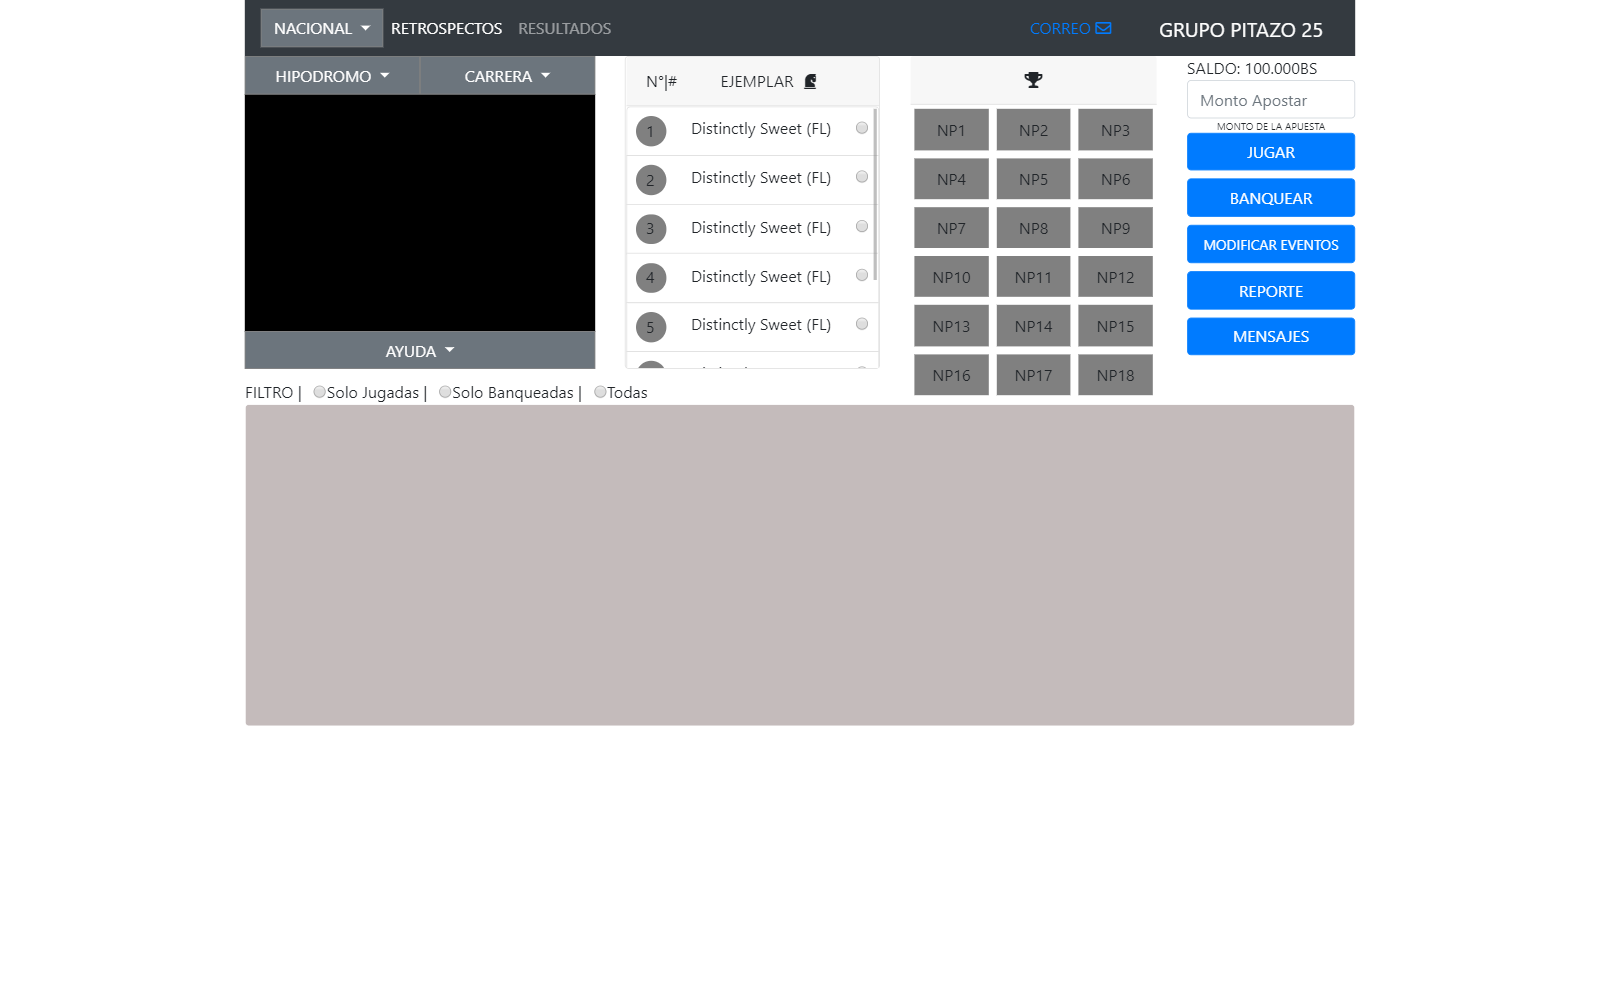 NACIONAL RETROSPECTOS RESULTADOS CORREO GRUPO PITAZO 25
HIPODROMO CARRERA
AYUDA
N°|# EJEMPLAR
1 Distinctly Sweet (FL)
2 Distinctly Sweet (FL)
3 Distinctly Sweet (FL)
4 Distinctly Sweet (FL)
5 Distinctly Sweet (FL)
NP1 NP2 NP3
NP4 NP5 NP6
NP7 NP8 NP9
NP10 NP11 NP12
NP13 NP14 NP15
NP16 NP17 NP18
SALDO: 100.000BS
Monto Apostar
MONTO DE LA APUESTA
JUGAR
BANQUEAR
MODIFICAR EVENTOS
REPORTE
MENSAJES
FILTRO | Solo Jugadas | Solo Banqueadas | Todas